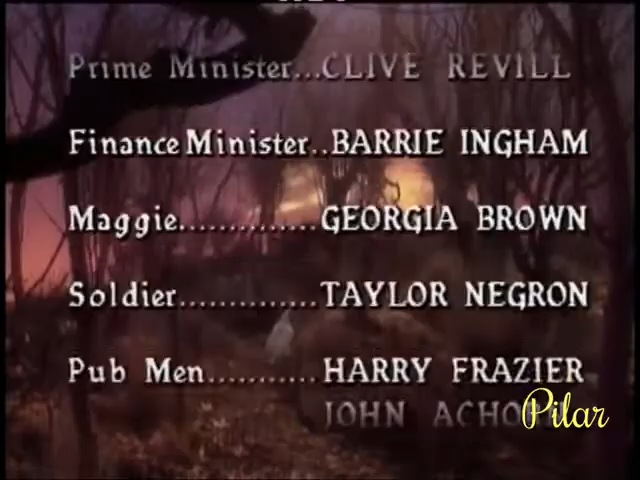 Prime Minister...CLIVE REVILL
Finance Minister..BARRIE INGHAM
Maggie..............GEORGIA BROWN
Soldier..............TAYLOR NEGRON
Pub Men...........HARRY FRAZIER
JOHN
Pilar